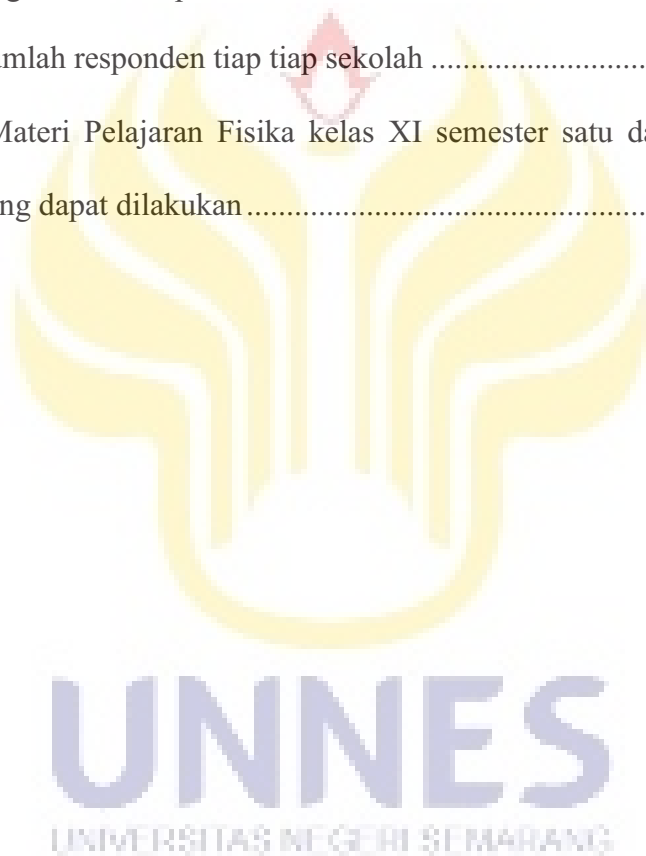 umlah responden tiap tiap sekolah ...........................
Materi Pelajaran Fisika kelas XI semester satu da
ng dapat dilakukan ..................................................
UNNES
UNIVERSITAS NEGERI SEMARANG